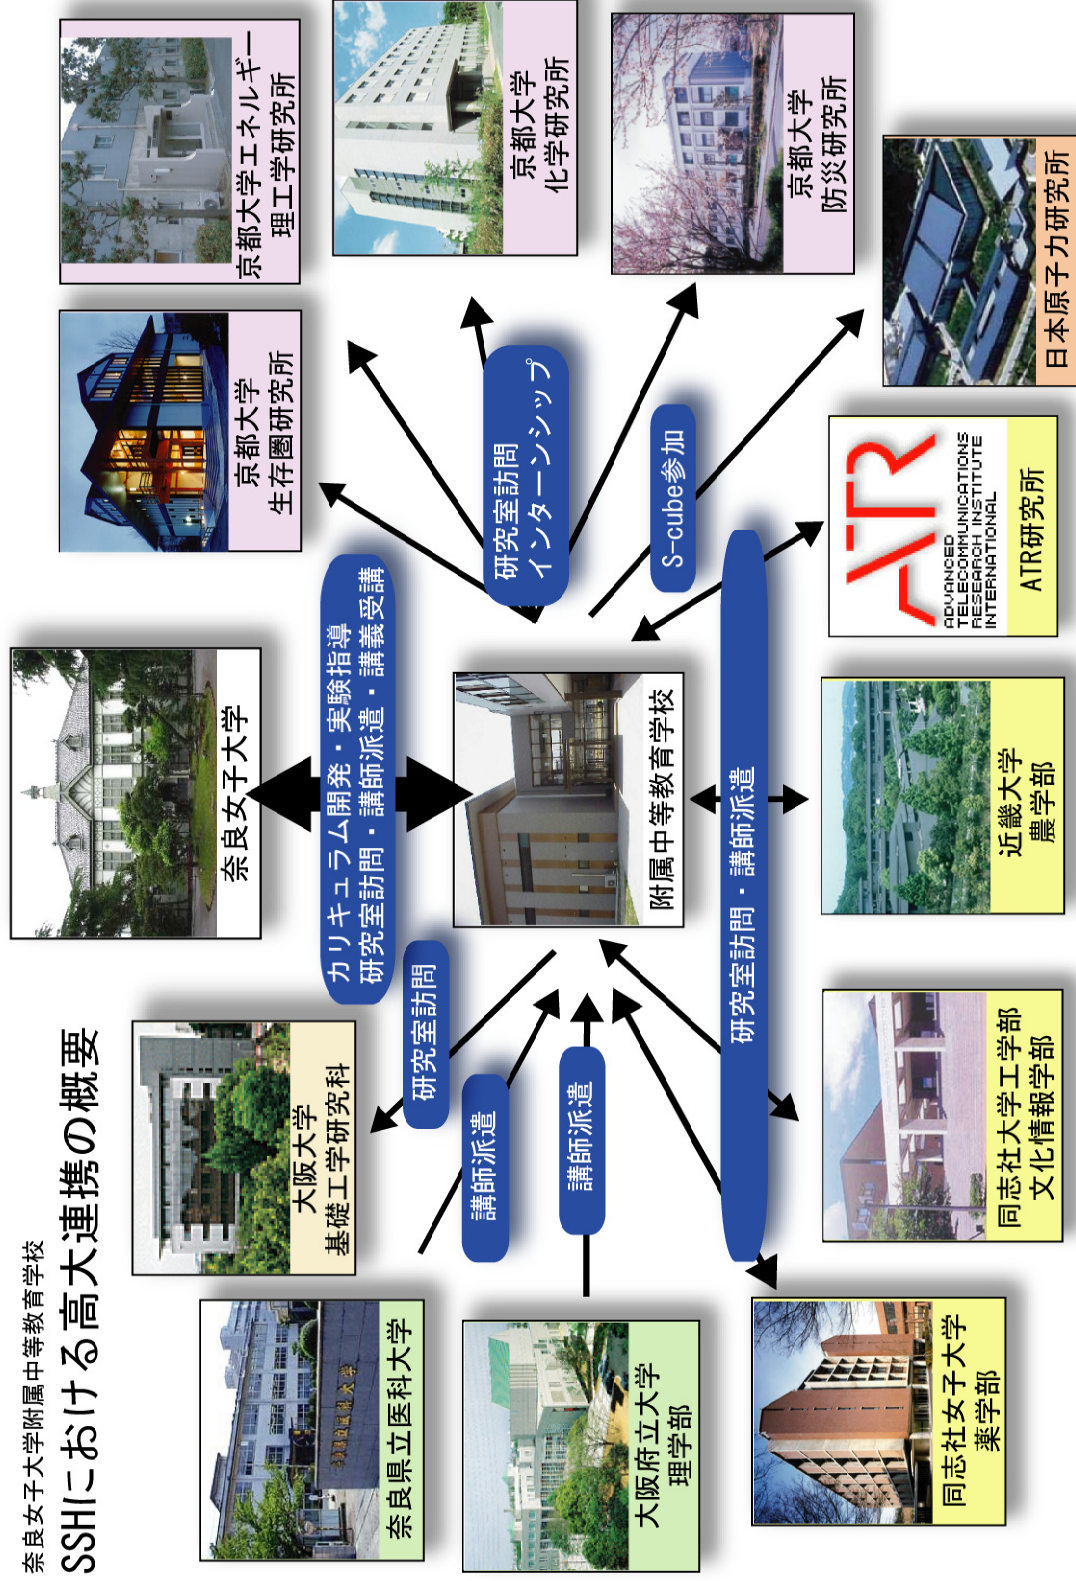 奈良女子大学附属中等教育学校
SSHにおける高大連携の概要
奈良女子大学
カリキュラム開発・実験指導
研究室訪問・講師派遣・講義受講
附属中等教育学校
大阪大学
基礎工学研究科
研究室訪問
奈良県立医科大学
奈良県立医科大学
講師派遣
大阪府立大学
理学部
講師派遣
同志社女子大学
薬学部
同志社大学工学部
文化情報学部
近畿大学
農学部
研究室訪問・講師派遣
ATR
ADVANCED
TELECOMMUNICATIONS
RESEARCH INSTITUTE
INTERNATIONAL
ATR研究所
S-cube参加
日本原子力研究所
研究室訪問
インターンシップ
京都大学
生存圏研究所
京都大学エネルギー
理工学研究所
京都大学
化学研究所
京都大学
防災研究所